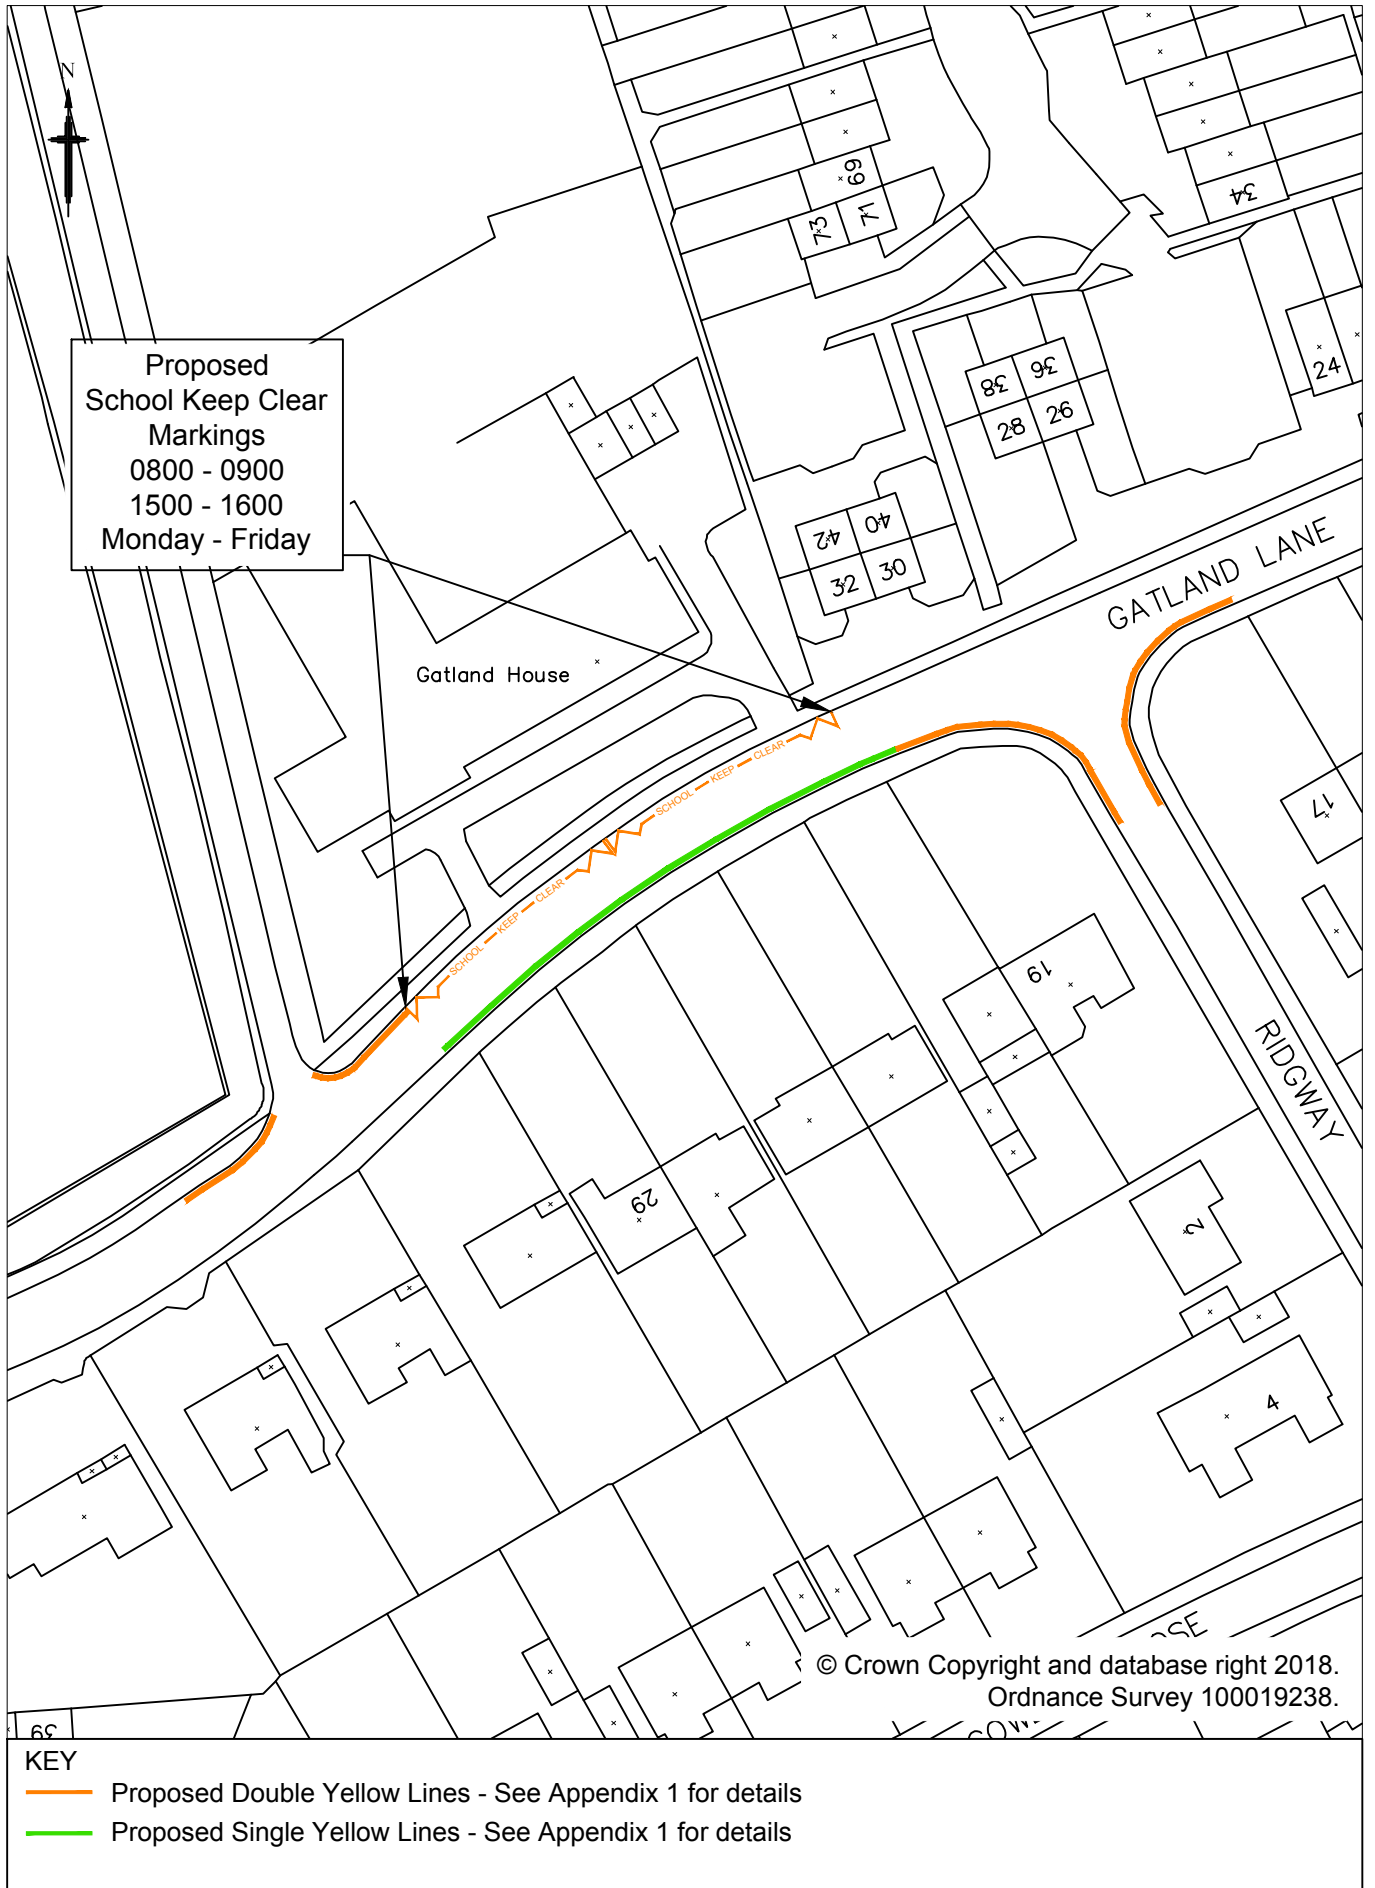 N
69
73
71
34
24
38
36
28
26
42
40
32
30
Proposed
School Keep Clear
Markings
0800 - 0900
1500 - 1600
Monday - Friday
GATLAND LANE
Gatland House
SCHOOL KEEP CLEAR
SCHOOL KEEP CLEAR
17
19
RIDGWAY
29
2
4
39
© Crown Copyright and database right 2018.
Ordnance Survey 100019238.
KEY
Proposed Double Yellow Lines - See Appendix 1 for details
Proposed Single Yellow Lines - See Appendix 1 for details